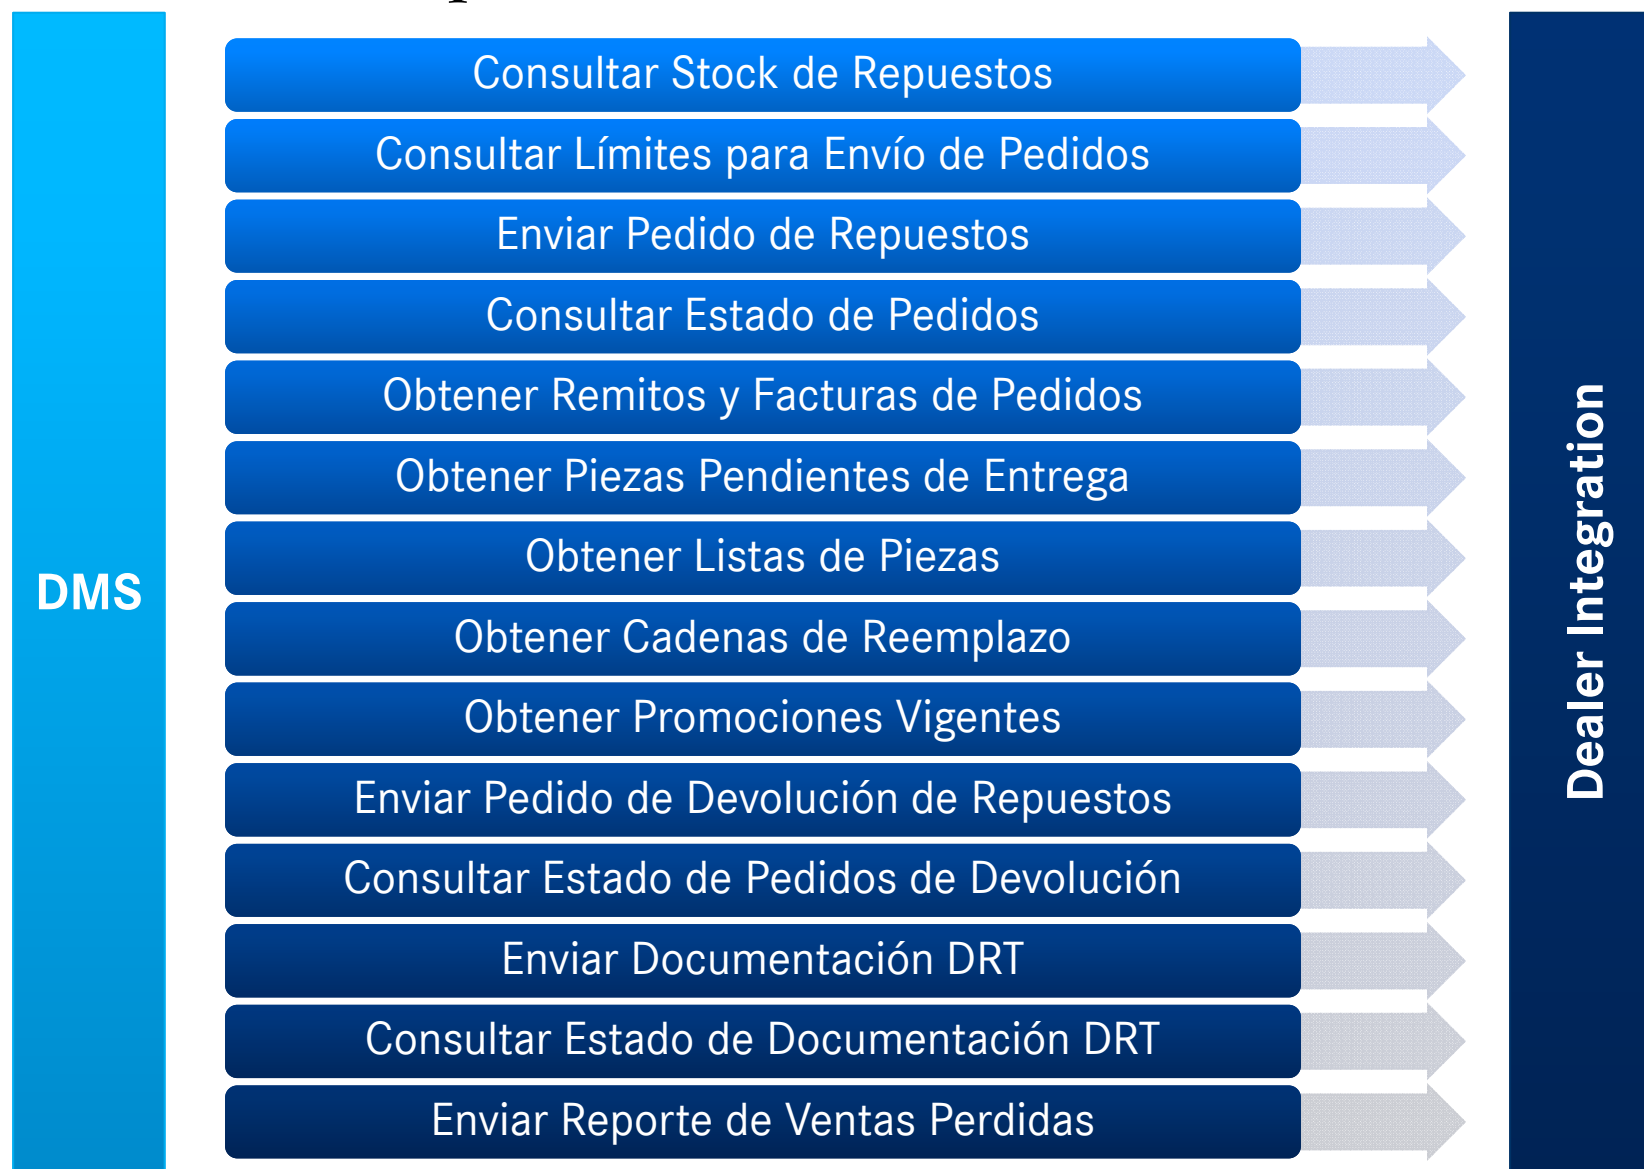 Consultar Stock de Repuestos
Consultar Límites para Envío de Pedidos
Enviar Pedido de Repuestos
Consultar Estado de Pedidos
Obtener Remitos y Facturas de Pedidos
Obtener Piezas Pendientes de Entrega
Obtener Listas de Piezas
DMS
Obtener Cadenas de Reemplazo
Obtener Promociones Vigentes
Enviar Pedido de Devolución de Repuestos
Consultar Estado de Pedidos de Devolución
Enviar Documentación DRT
Consultar Estado de Documentación DRT
Enviar Reporte de Ventas Perdidas
Dealer Integration